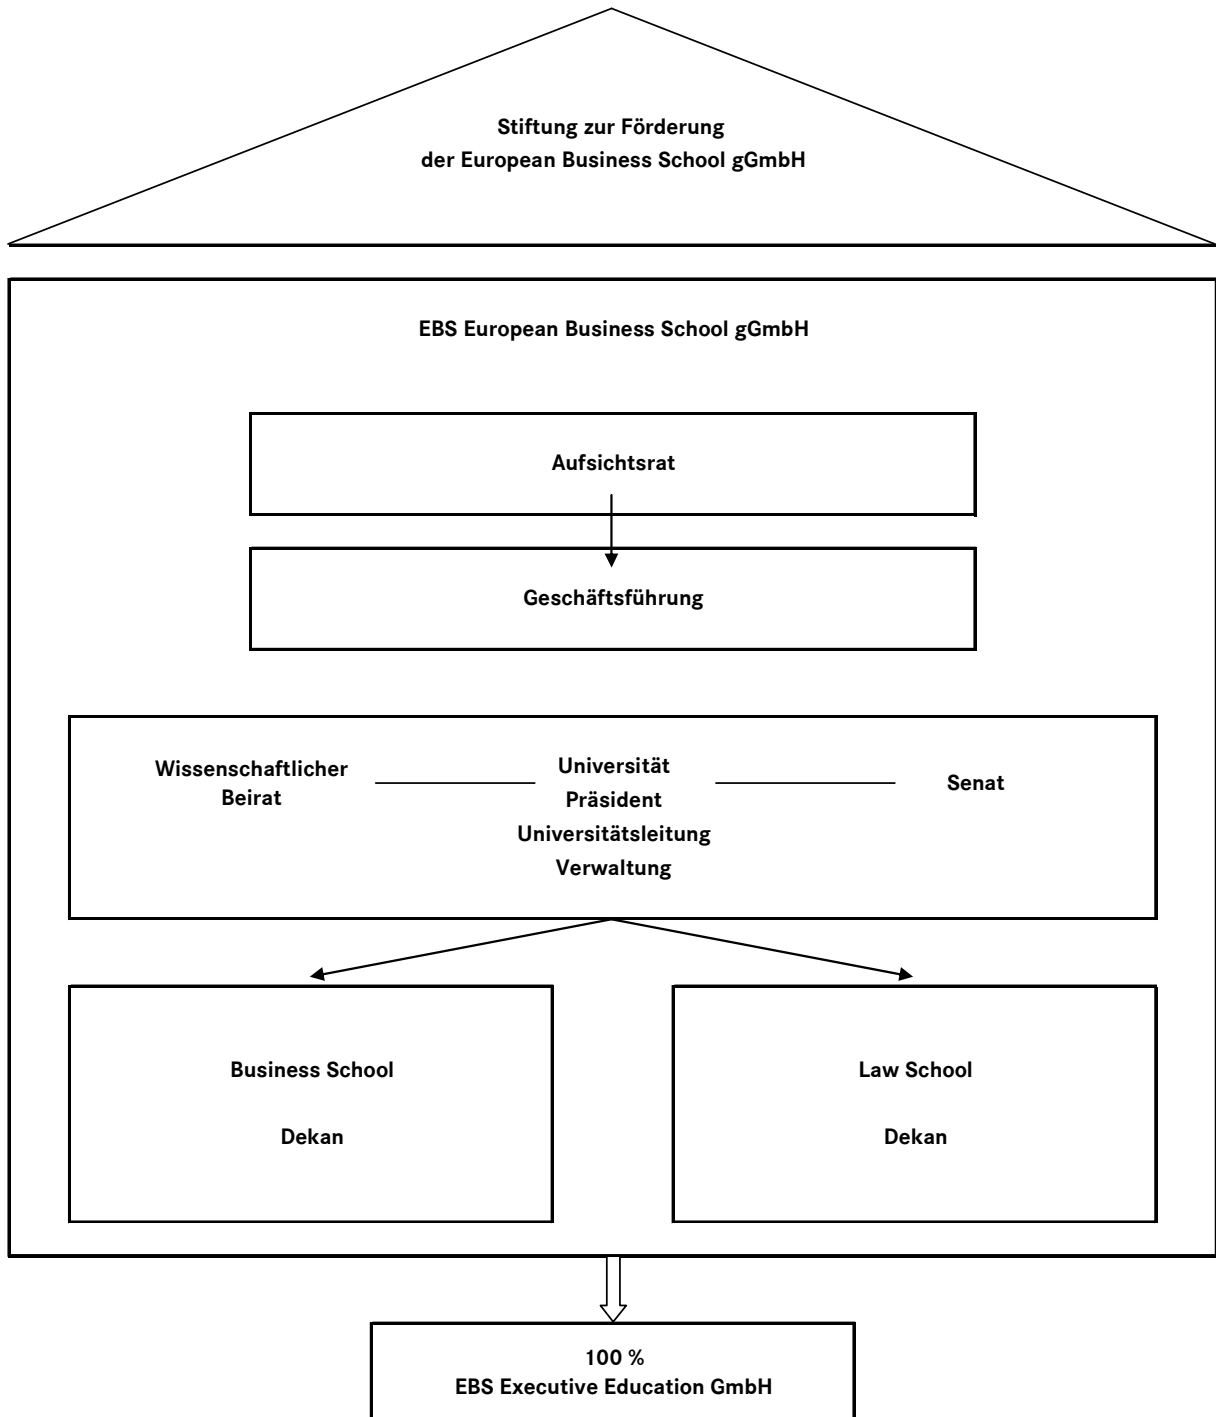 Stiftung zur Förderung
der European Business School gGmbH
EBS European Business School gGmbH
Aufsichtsrat
Geschäftsführung
Wissenschaftlicher
Beirat
Universität
Präsident
Universitätsleitung
Verwaltung
Senat
Business School
Dekan
Law School
Dekan
100 %
EBS Executive Education GmbH